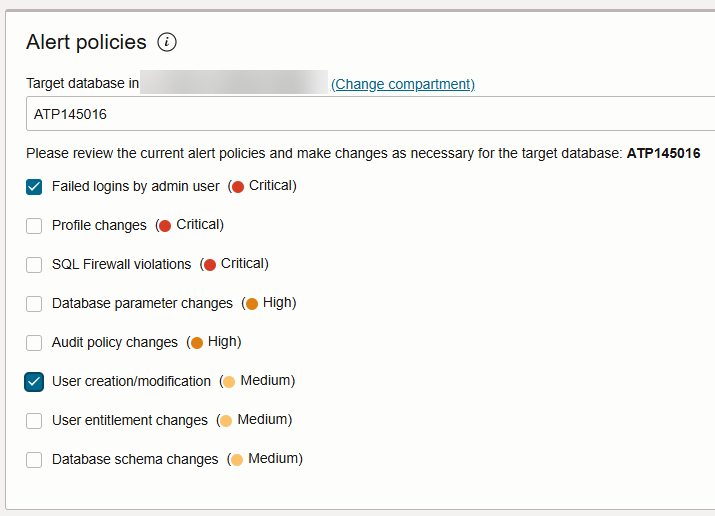 Alert policies i
Target database in (Change compartment)
ATP145016
Please review the current alert policies and make changes as necessary for the target database: ATP145016
Failed logins by admin user (Critical)
Profile changes (Critical)
SQL Firewall violations (Critical)
Database parameter changes (High)
Audit policy changes (High)
User creation/modification (Medium)
User entitlement changes (Medium)
Database schema changes (Medium)